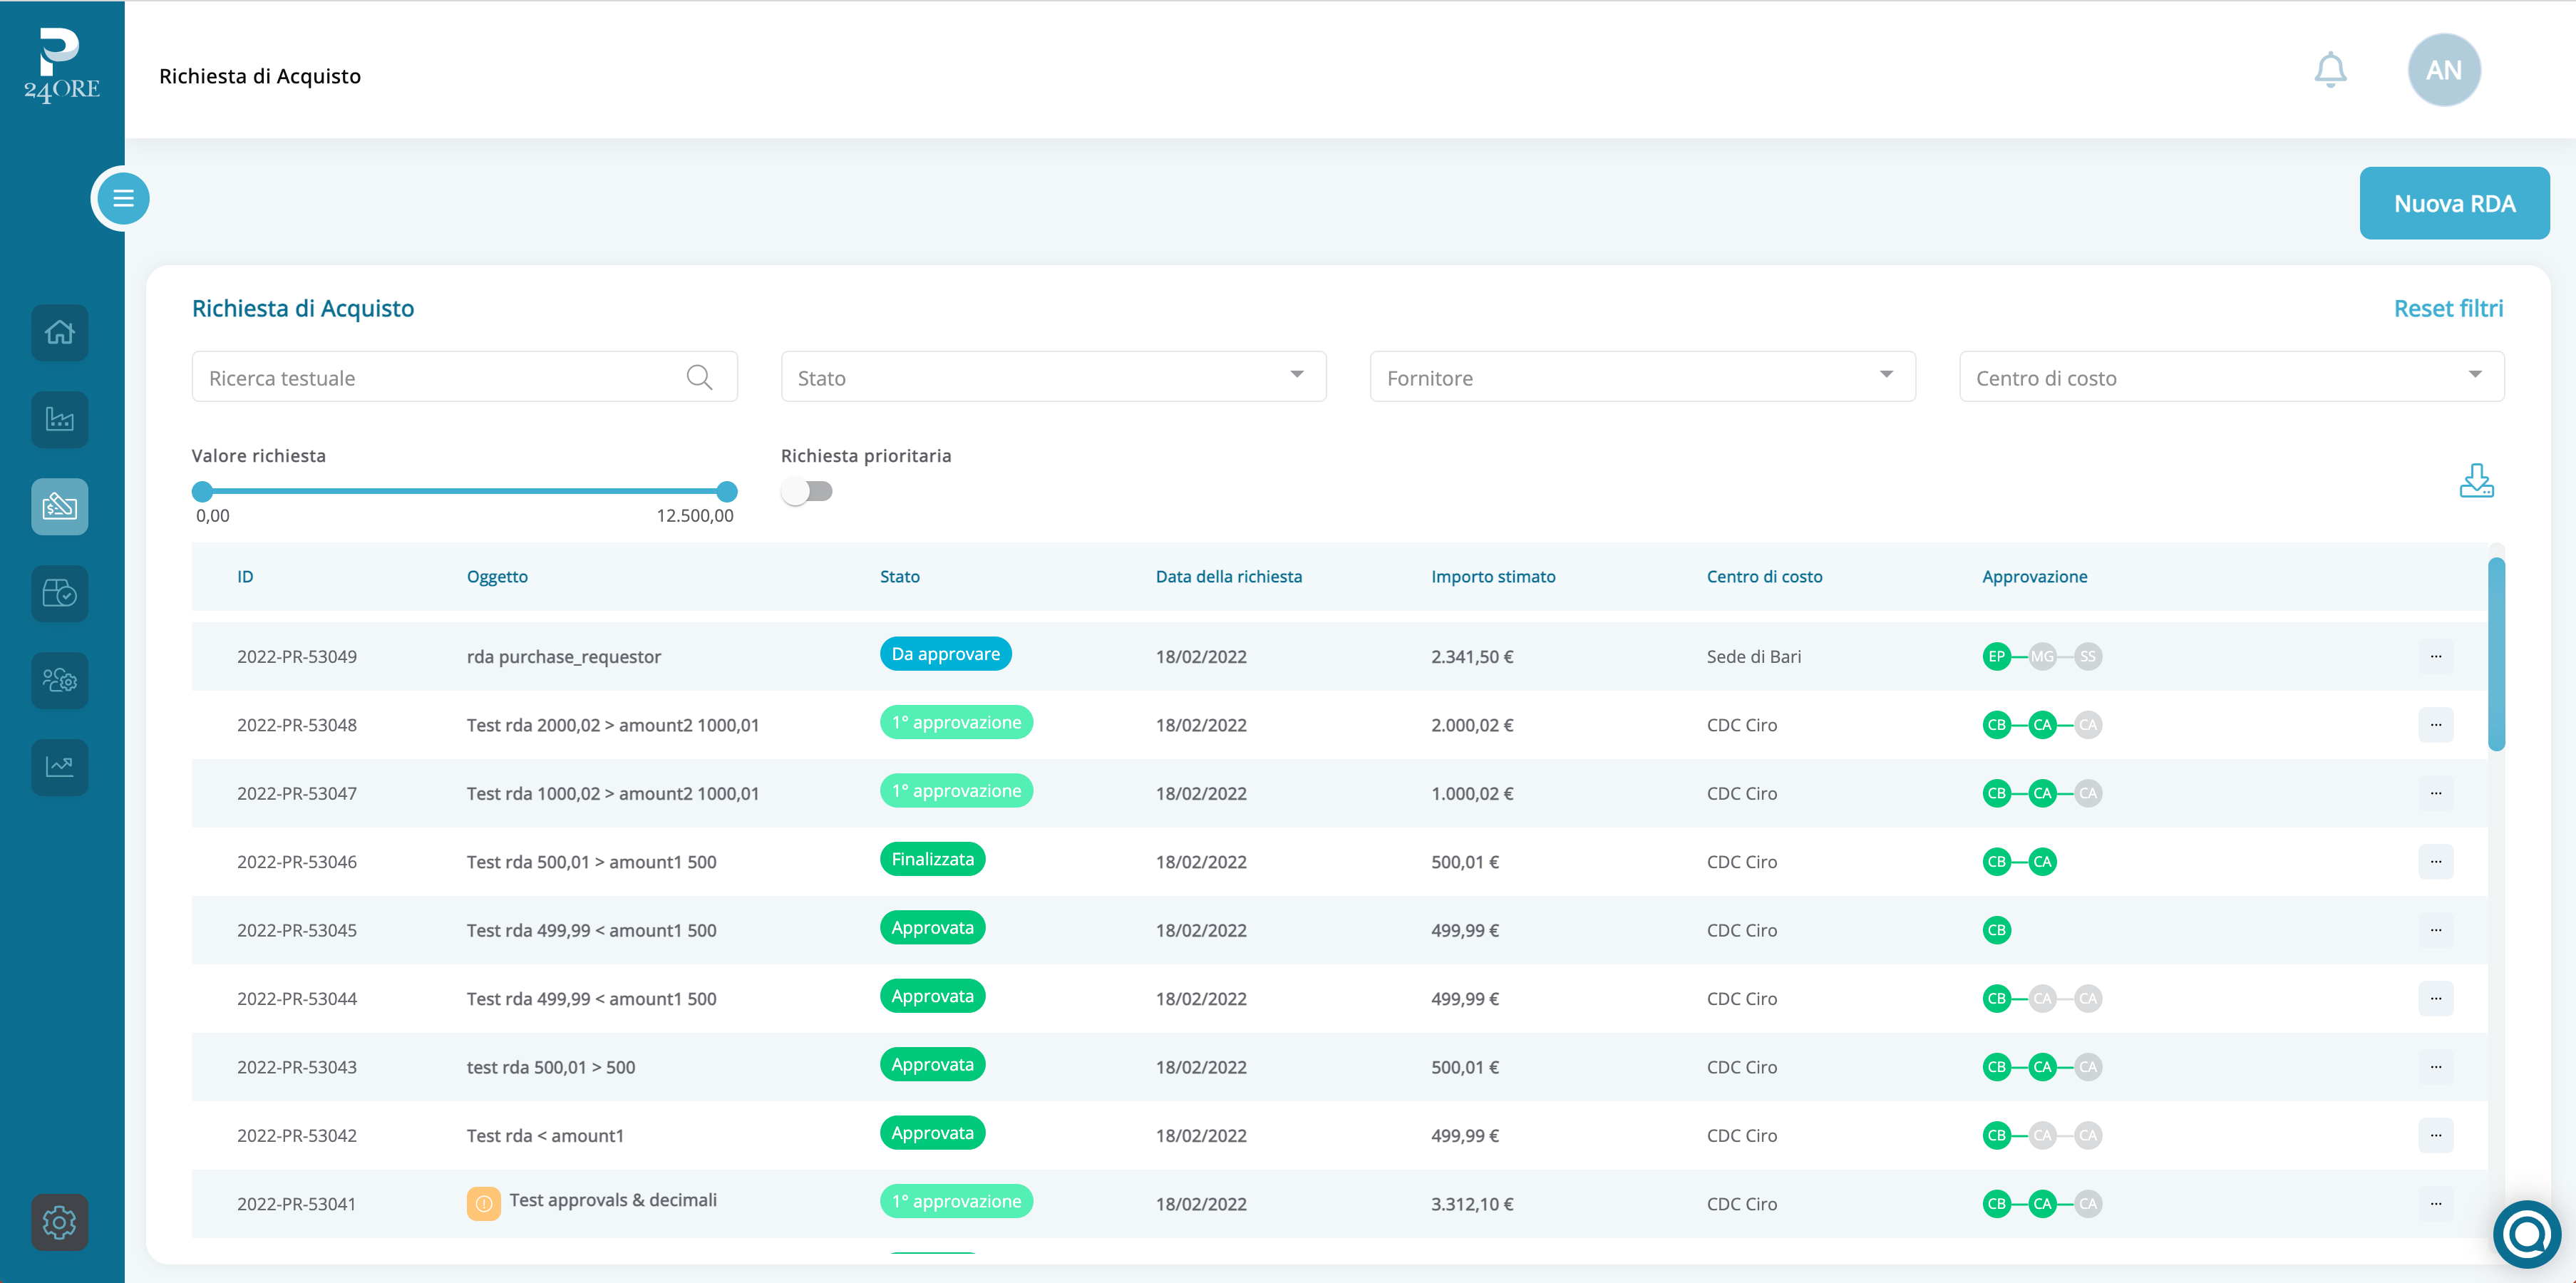 24ORE
Richiesta di Acquisto
AN
Nuova RDA
Richiesta di Acquisto
Reset filtri
Ricerca testuale
Stato
Fornitore
Centro di costo
Valore richiesta
Richiesta prioritaria
0,00
12.500,00
ID Oggetto Stato Data della richiesta Importo stimato Centro di costo Approvazione
2022-PR-53049 rda purchase_requestor Da approvare 18/02/2022 2.341,50 € Sede di Bari EP MG SS ...
2022-PR-53048 Test rda 2000,02 > amount2 1000,01 1° approvazione 18/02/2022 2.000,02 € CDC Ciro CB CA CA ...
2022-PR-53047 Test rda 1000,02 > amount2 1000,01 1° approvazione 18/02/2022 1.000,02 € CDC Ciro CB CA CA ...
2022-PR-53046 Test rda 500,01 > amount1 500 Finalizzata 18/02/2022 500,01 € CDC Ciro CB CA ...
2022-PR-53045 Test rda 499,99 < amount1 500 Approvata 18/02/2022 499,99 € CDC Ciro CB ...
2022-PR-53044 Test rda 499,99 < amount1 500 Approvata 18/02/2022 499,99 € CDC Ciro CB CA CA ...
2022-PR-53043 test rda 500,01 > 500 Approvata 18/02/2022 500,01 € CDC Ciro CB CA CA ...
2022-PR-53042 Test rda < amount1 Approvata 18/02/2022 499,99 € CDC Ciro CB CA CA ...
2022-PR-53041 Test approvals & decimali 1° approvazione 18/02/2022 3.312,10 € CDC Ciro CB CA CA ...